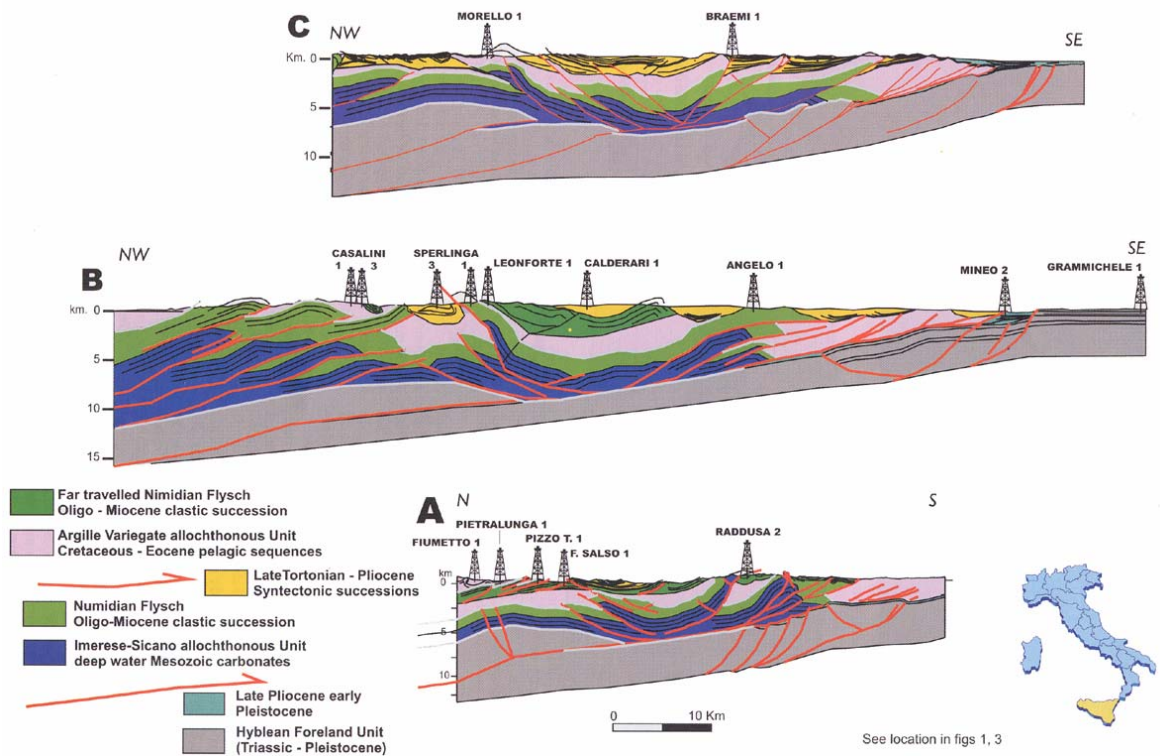 C
NW
MORELLO 1
BRAEMI 1
SE
Km. 0
5
10
B
NW
CASALINI
1 3
SPERLINGA
3 1
LEONFORTE 1
CALDERARI 1
ANGELO 1
MINEO 2
SE
GRAMMICHELE 1
km. 0
5
10
15
Far travelled Nimidian Flysch
Oligo - Miocene clastic succession
Argille Variegate allochthonous Unit
Cretaceous - Eocene pelagic sequences
Late Tortonian - Pliocene
Syntectonic successions
Numidian Flysch
Oligo-Miocene clastic succession
Imerese-Sicano allochthonous Unit
deep water Mesozoic carbonates
Late Pliocene early
Pleistocene
Hyblean Foreland Unit
(Triassic - Pleistocene)
A
N
S
PIETRALUNGA 1
FIUMETTO 1
PIZZO T. 1
F. SALSO 1
RADDUSA 2
km
0
5
10
0 10 Km
See location in figs 1, 3